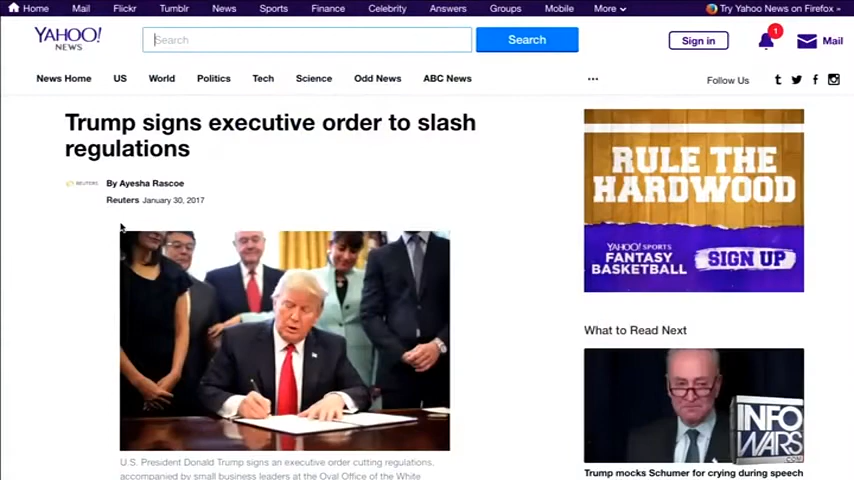 Home Mail Flickr Tumblr News Sports Finance Celebrity Answers Groups Mobile More Try Yahoo News on Firefox »
YAHOO!
NEWS
Search
Search
Sign in
1
Mail
News Home US World Politics Tech Science Odd News ABC News ... Follow Us
Trump signs executive order to slash
regulations
REUTERS
By Ayesha Rascoe
Reuters January 30, 2017
U.S. President Donald Trump signs an executive order cutting regulations,
accompanied by small business leaders at the Oval Office of the White
RULE THE
HARDWOOD
YAHOO! SPORTS
FANTASY
BASKETBALL
SIGN UP
What to Read Next
INFO
WARS
.COM
Trump mocks Schumer for crying during speech